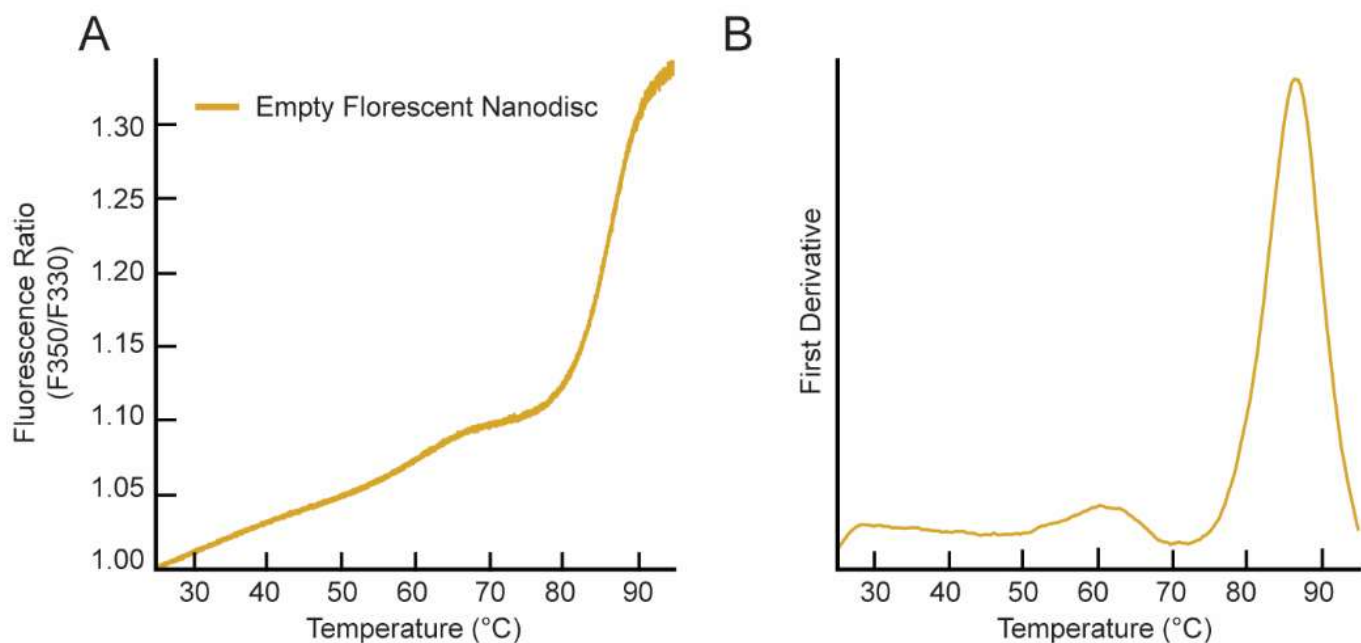 A
B
Empty Florescent Nanodisc
1.30
1.25
1.20
1.15
1.10
1.05
1.00
Fluorescence Ratio
(F350/F330)
30 40 50 60 70 80 90
Temperature (°C)
First Derivative
30 40 50 60 70 80 90
Temperature (°C)